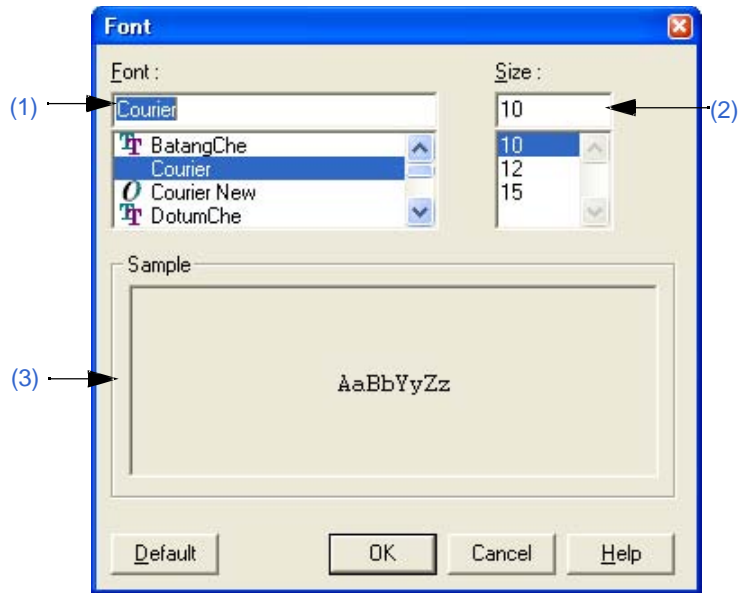 Font
Font :
Size :
(1)
Courier
10
(2)
BatangChe
Courier
Courier New
DotumChe
10
12
15
Sample
(3)
AaBbYyZz
Default
OK
Cancel
Help